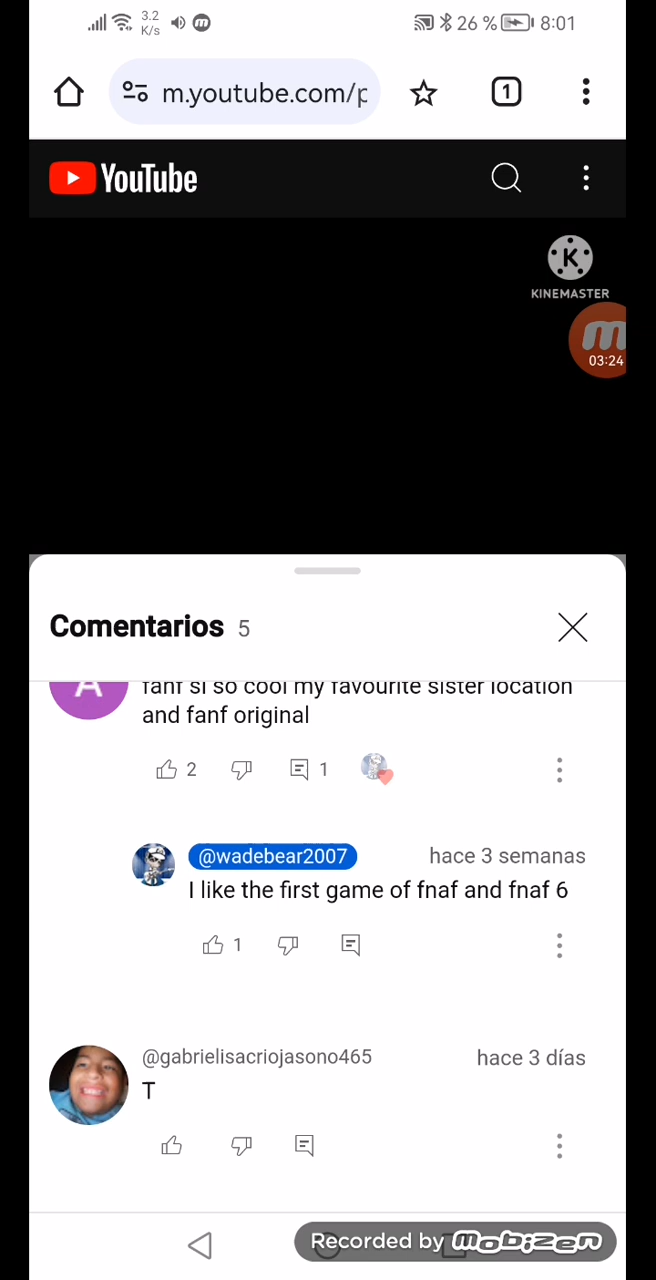 3.2
K/s
26 %
8:01
m.youtube.com/p
1
YouTube
K
KINEMASTER
m
03:24
Comentarios 5
A
fanf si so cool my favourite sister location
and fanf original
2
1
@wadebear2007 hace 3 semanas
I like the first game of fnaf and fnaf 6
1
@gabrielisacriojasono465 hace 3 días
T
Recorded by mobizen